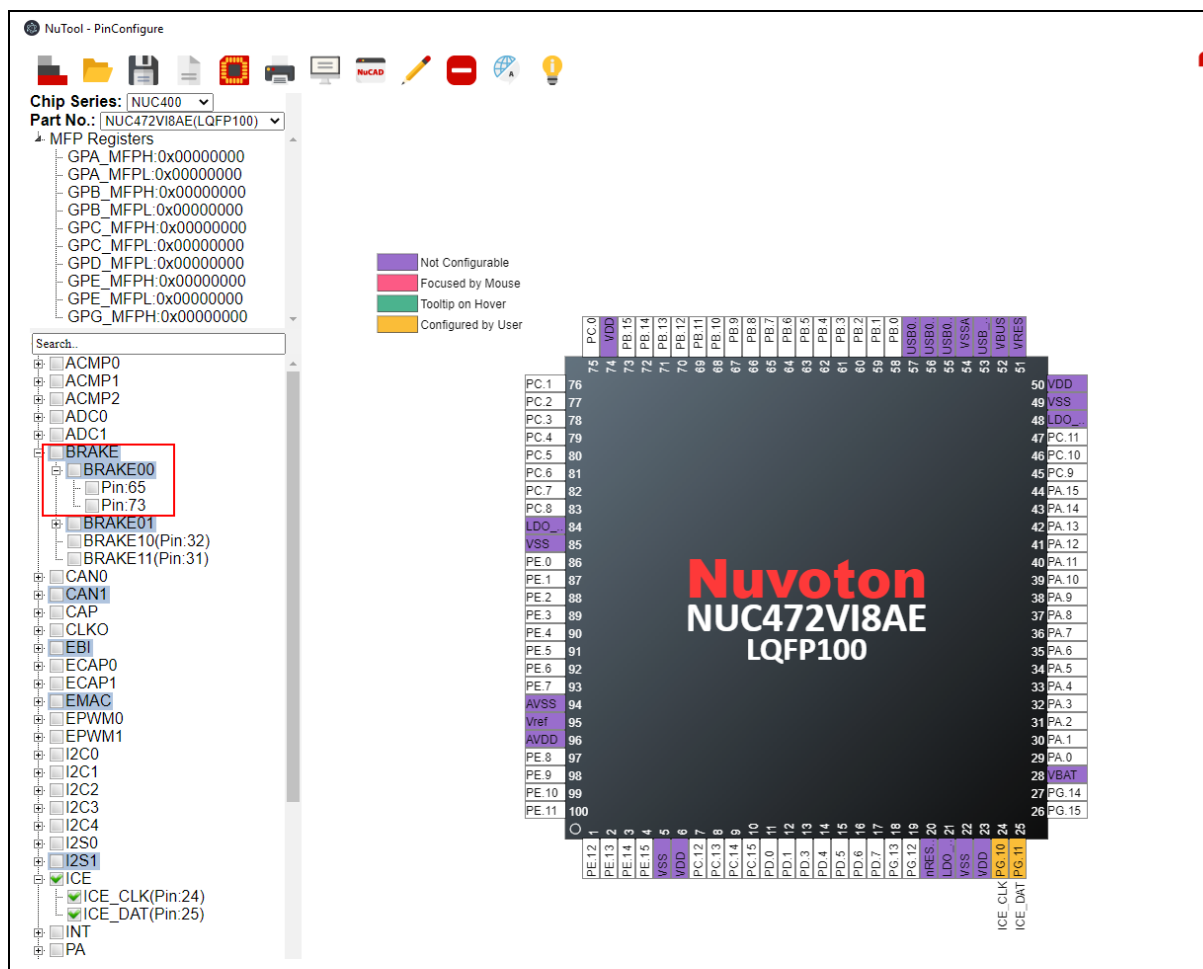 NuTool - PinConfigure
NuCAD
A
Chip Series: NUC400
Part No.: NUC472VI8AE(LQFP100)
MFP Registers
GPA_MFPH:0x00000000
GPA_MFPL:0x00000000
GPB_MFPH:0x00000000
GPB_MFPL:0x00000000
GPC_MFPH:0x00000000
GPC_MFPL:0x00000000
GPD_MFPL:0x00000000
GPE_MFPH:0x00000000
GPE_MFPL:0x00000000
GPG_MFPH:0x00000000
Search..
ACMP0
ACMP1
ACMP2
ADC0
ADC1
BRAKE
BRAKE00
Pin:65
Pin:73
BRAKE01
BRAKE10(Pin:32)
BRAKE11(Pin:31)
CAN0
CAN1
CAP
CLKO
EBI
ECAP0
ECAP1
EMAC
EPWM0
EPWM1
I2C0
I2C1
I2C2
I2C3
I2C4
I2S0
I2S1
ICE
ICE_CLK(Pin:24)
ICE_DAT(Pin:25)
INT
PA
Not Configurable
Focused by Mouse
Tooltip on Hover
Configured by User
PC.0 VDD PB.15 PB.14 PB.13 PB.12 PB.11 PB.10 PB.9 PB.8 PB.7 PB.6 PB.5 PB.4 PB.3 PB.2 PB.1 PB.0 USB0.. USB0.. USB0.. VSSA USB_.. VBUS VRES
75 74 73 72 71 70 69 68 67 66 65 64 63 62 61 60 59 58 57 56 55 54 53 52 51
PC.1 76
PC.2 77
PC.3 78
PC.4 79
PC.5 80
PC.6 81
PC.7 82
PC.8 83
LDO_.. 84
VSS 85
PE.0 86
PE.1 87
PE.2 88
PE.3 89
PE.4 90
PE.5 91
PE.6 92
PE.7 93
AVSS 94
Vref 95
AVDD 96
PE.8 97
PE.9 98
PE.10 99
PE.11 100
Nuvoton
NUC472VI8AE
LQFP100
50 VDD
49 VSS
48 LDO_..
47 PC.11
46 PC.10
45 PC.9
44 PA.15
43 PA.14
42 PA.13
41 PA.12
40 PA.11
39 PA.10
38 PA.9
37 PA.8
36 PA.7
35 PA.6
34 PA.5
33 PA.4
32 PA.3
31 PA.2
30 PA.1
29 PA.0
28 VBAT
27 PG.14
26 PG.15
1 2 3 4 5 6 7 8 9 10 11 12 13 14 15 16 17 18 19 20 21 22 23 24 25
PE.12 PE.13 PE.14 PE.15 VSS VDD PC.12 PC.13 PC.14 PC.15 PD.0 PD.1 PD.3 PD.4 PD.5 PD.6 PD.7 PG.13 PG.12 nRES.. LDO_.. VSS VDD PG.10 PG.11
ICE_CLK ICE_DAT